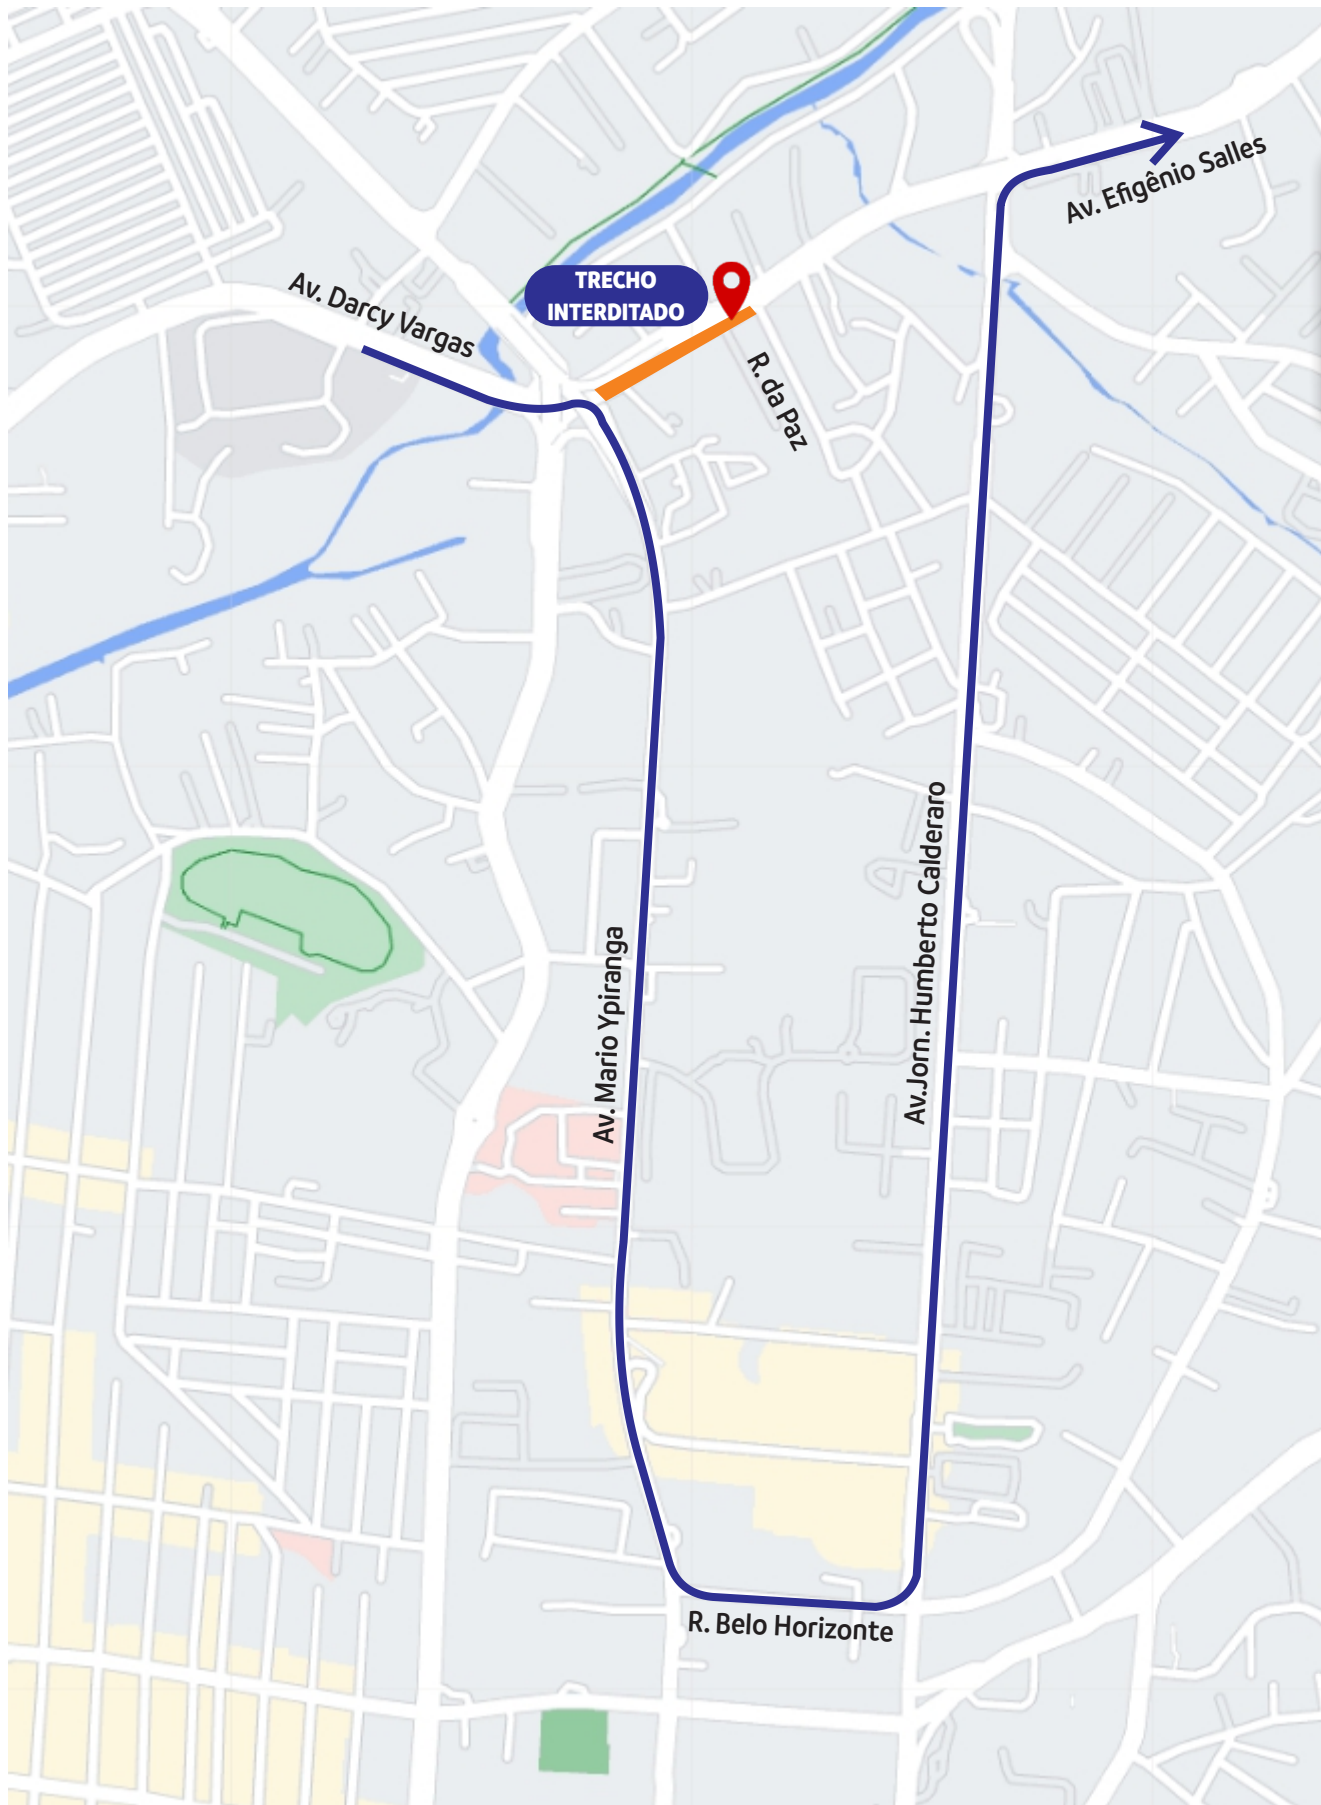 Av. Efigênio Salles
TRECHO
INTERDITADO
Av. Darcy Vargas
R. da Paz
Av. Mario Ypiranga
Av.Jorn. Humberto Calderaro
R. Belo Horizonte